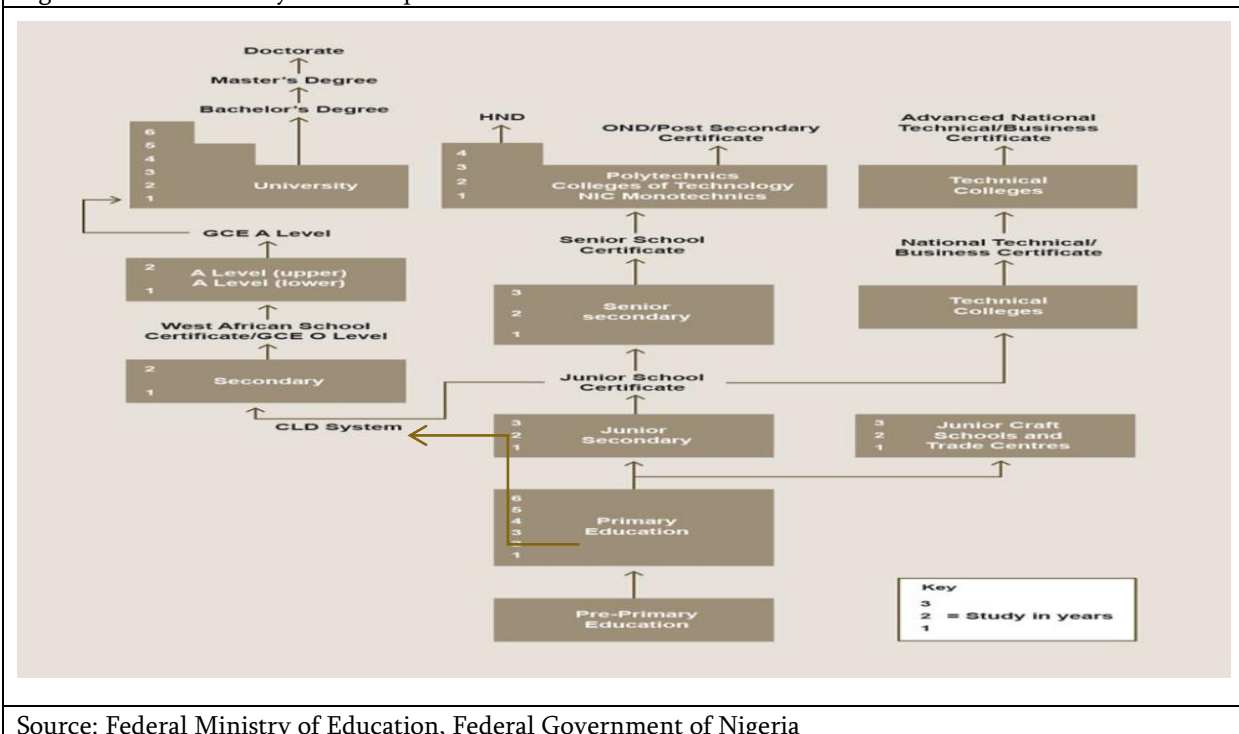 Doctorate
Master's Degree
Bachelor's Degree
6
5
4
3
2
1
University
HND
4
3
2
1
OND/Post Secondary
Certificate
Polytechnics
Colleges of Technology
NIC Monotechnics
Advanced National
Technical/Business
Certificate
Technical
Colleges
GCE A Level
2
1
A Level (upper)
A Level (lower)
Senior School
Certificate
National Technical/
Business Certificate
3
2
1
Senior
secondary
Technical
Colleges
West African School
Certificate/GCE O Level
2
1
Secondary
Junior School
Certificate
CLD System
3
2
1
Junior
Secondary
3
2
1
Junior Craft
Schools and
Trade Centres
6
5
4
3
2
1
Primary
Education
Pre-Primary
Education
Key
3
2 = Study in years
1
Source: Federal Ministry of Education, Federal Government of Nigeria